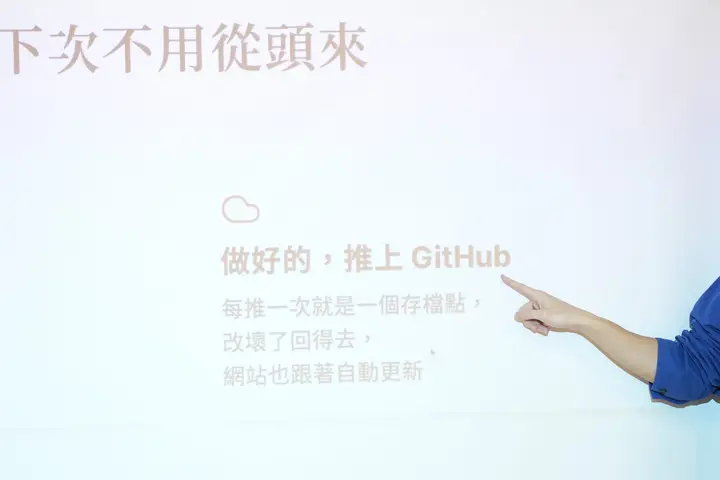 下次不用從頭來
做好的，推上 GitHub
每推一次就是一個存檔點，
改壞了回得去，
網站也跟著自動更新